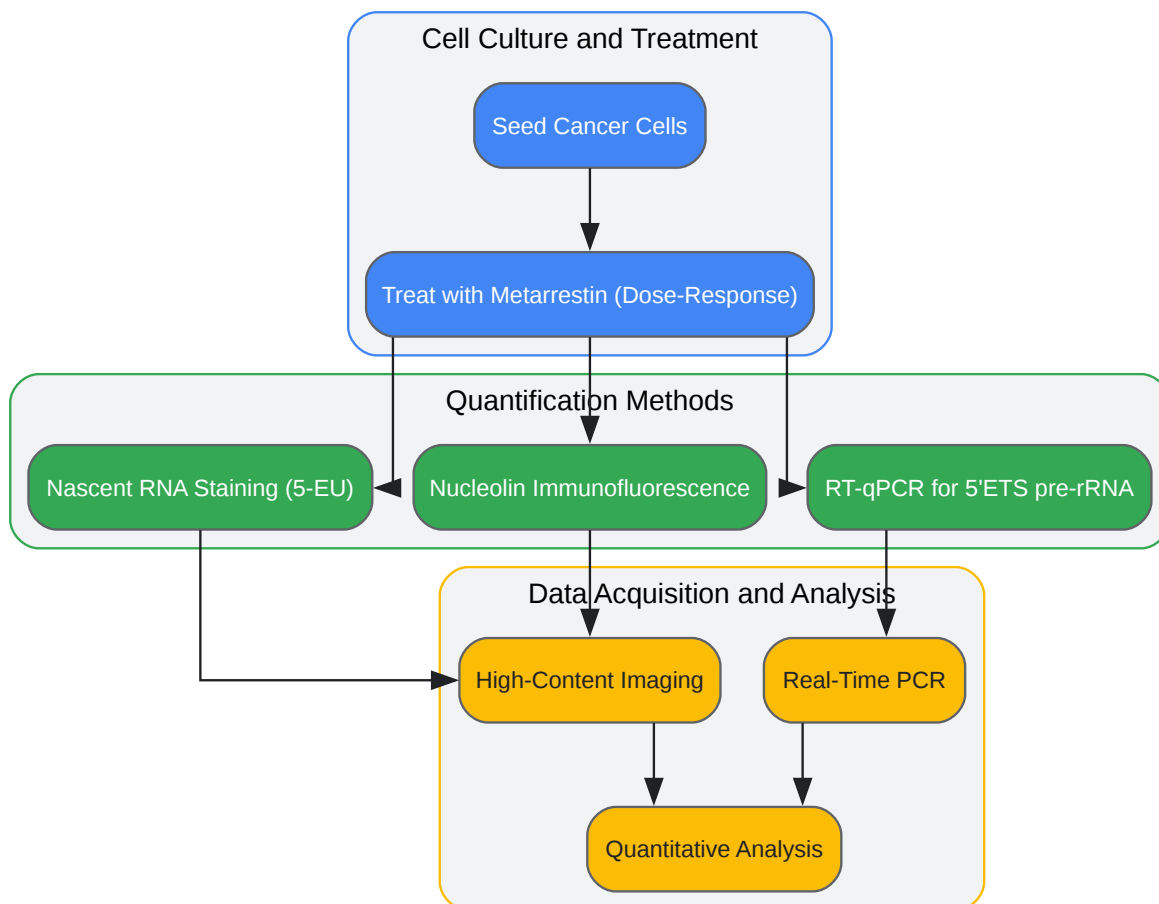 Cell Culture and Treatment
Seed Cancer Cells
Treat with Metarrestin (Dose-Response)
Quantification Methods
Nascent RNA Staining (5-EU)
Nucleolin Immunofluorescence
RT-qPCR for 5'ETS pre-rRNA
Data Acquisition and Analysis
High-Content Imaging
Real-Time PCR
Quantitative Analysis